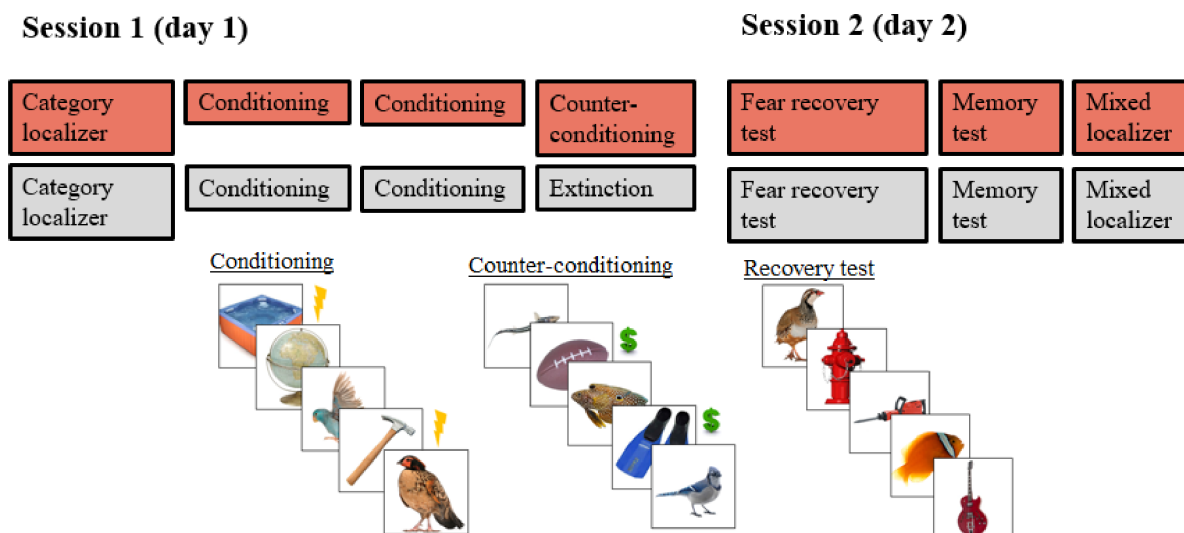 Session 1 (day 1)
Session 2 (day 2)
Category
localizer
Conditioning
Conditioning
Counter-
conditioning
Fear recovery
test
Memory
test
Mixed
localizer
Category
localizer
Conditioning
Conditioning
Extinction
Fear recovery
test
Memory
test
Mixed
localizer
Conditioning
Counter-conditioning
Recovery test
$
$